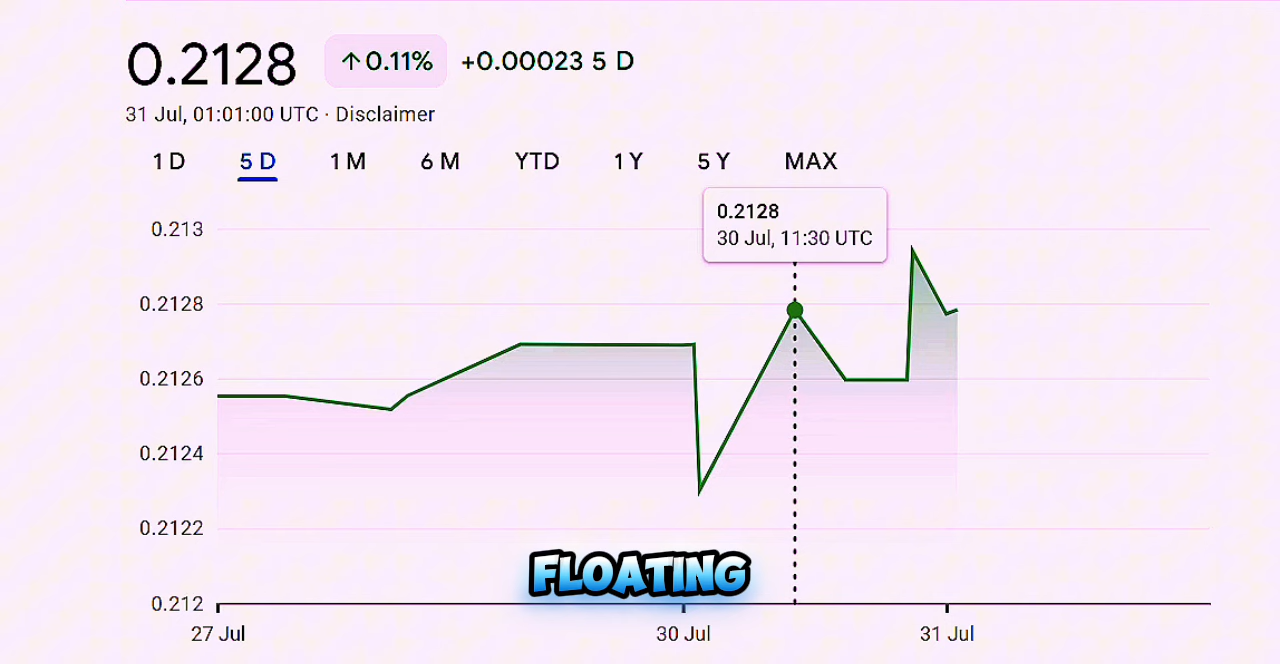 0.2128 ↑0.11% +0.00023 5 D
31 Jul, 01:01:00 UTC · Disclaimer
1 D 5 D 1 M 6 M YTD 1 Y 5 Y MAX
0.2128
30 Jul, 11:30 UTC
0.213
0.2128
0.2126
0.2124
0.2122
0.212
FLOATING
27 Jul 30 Jul 31 Jul